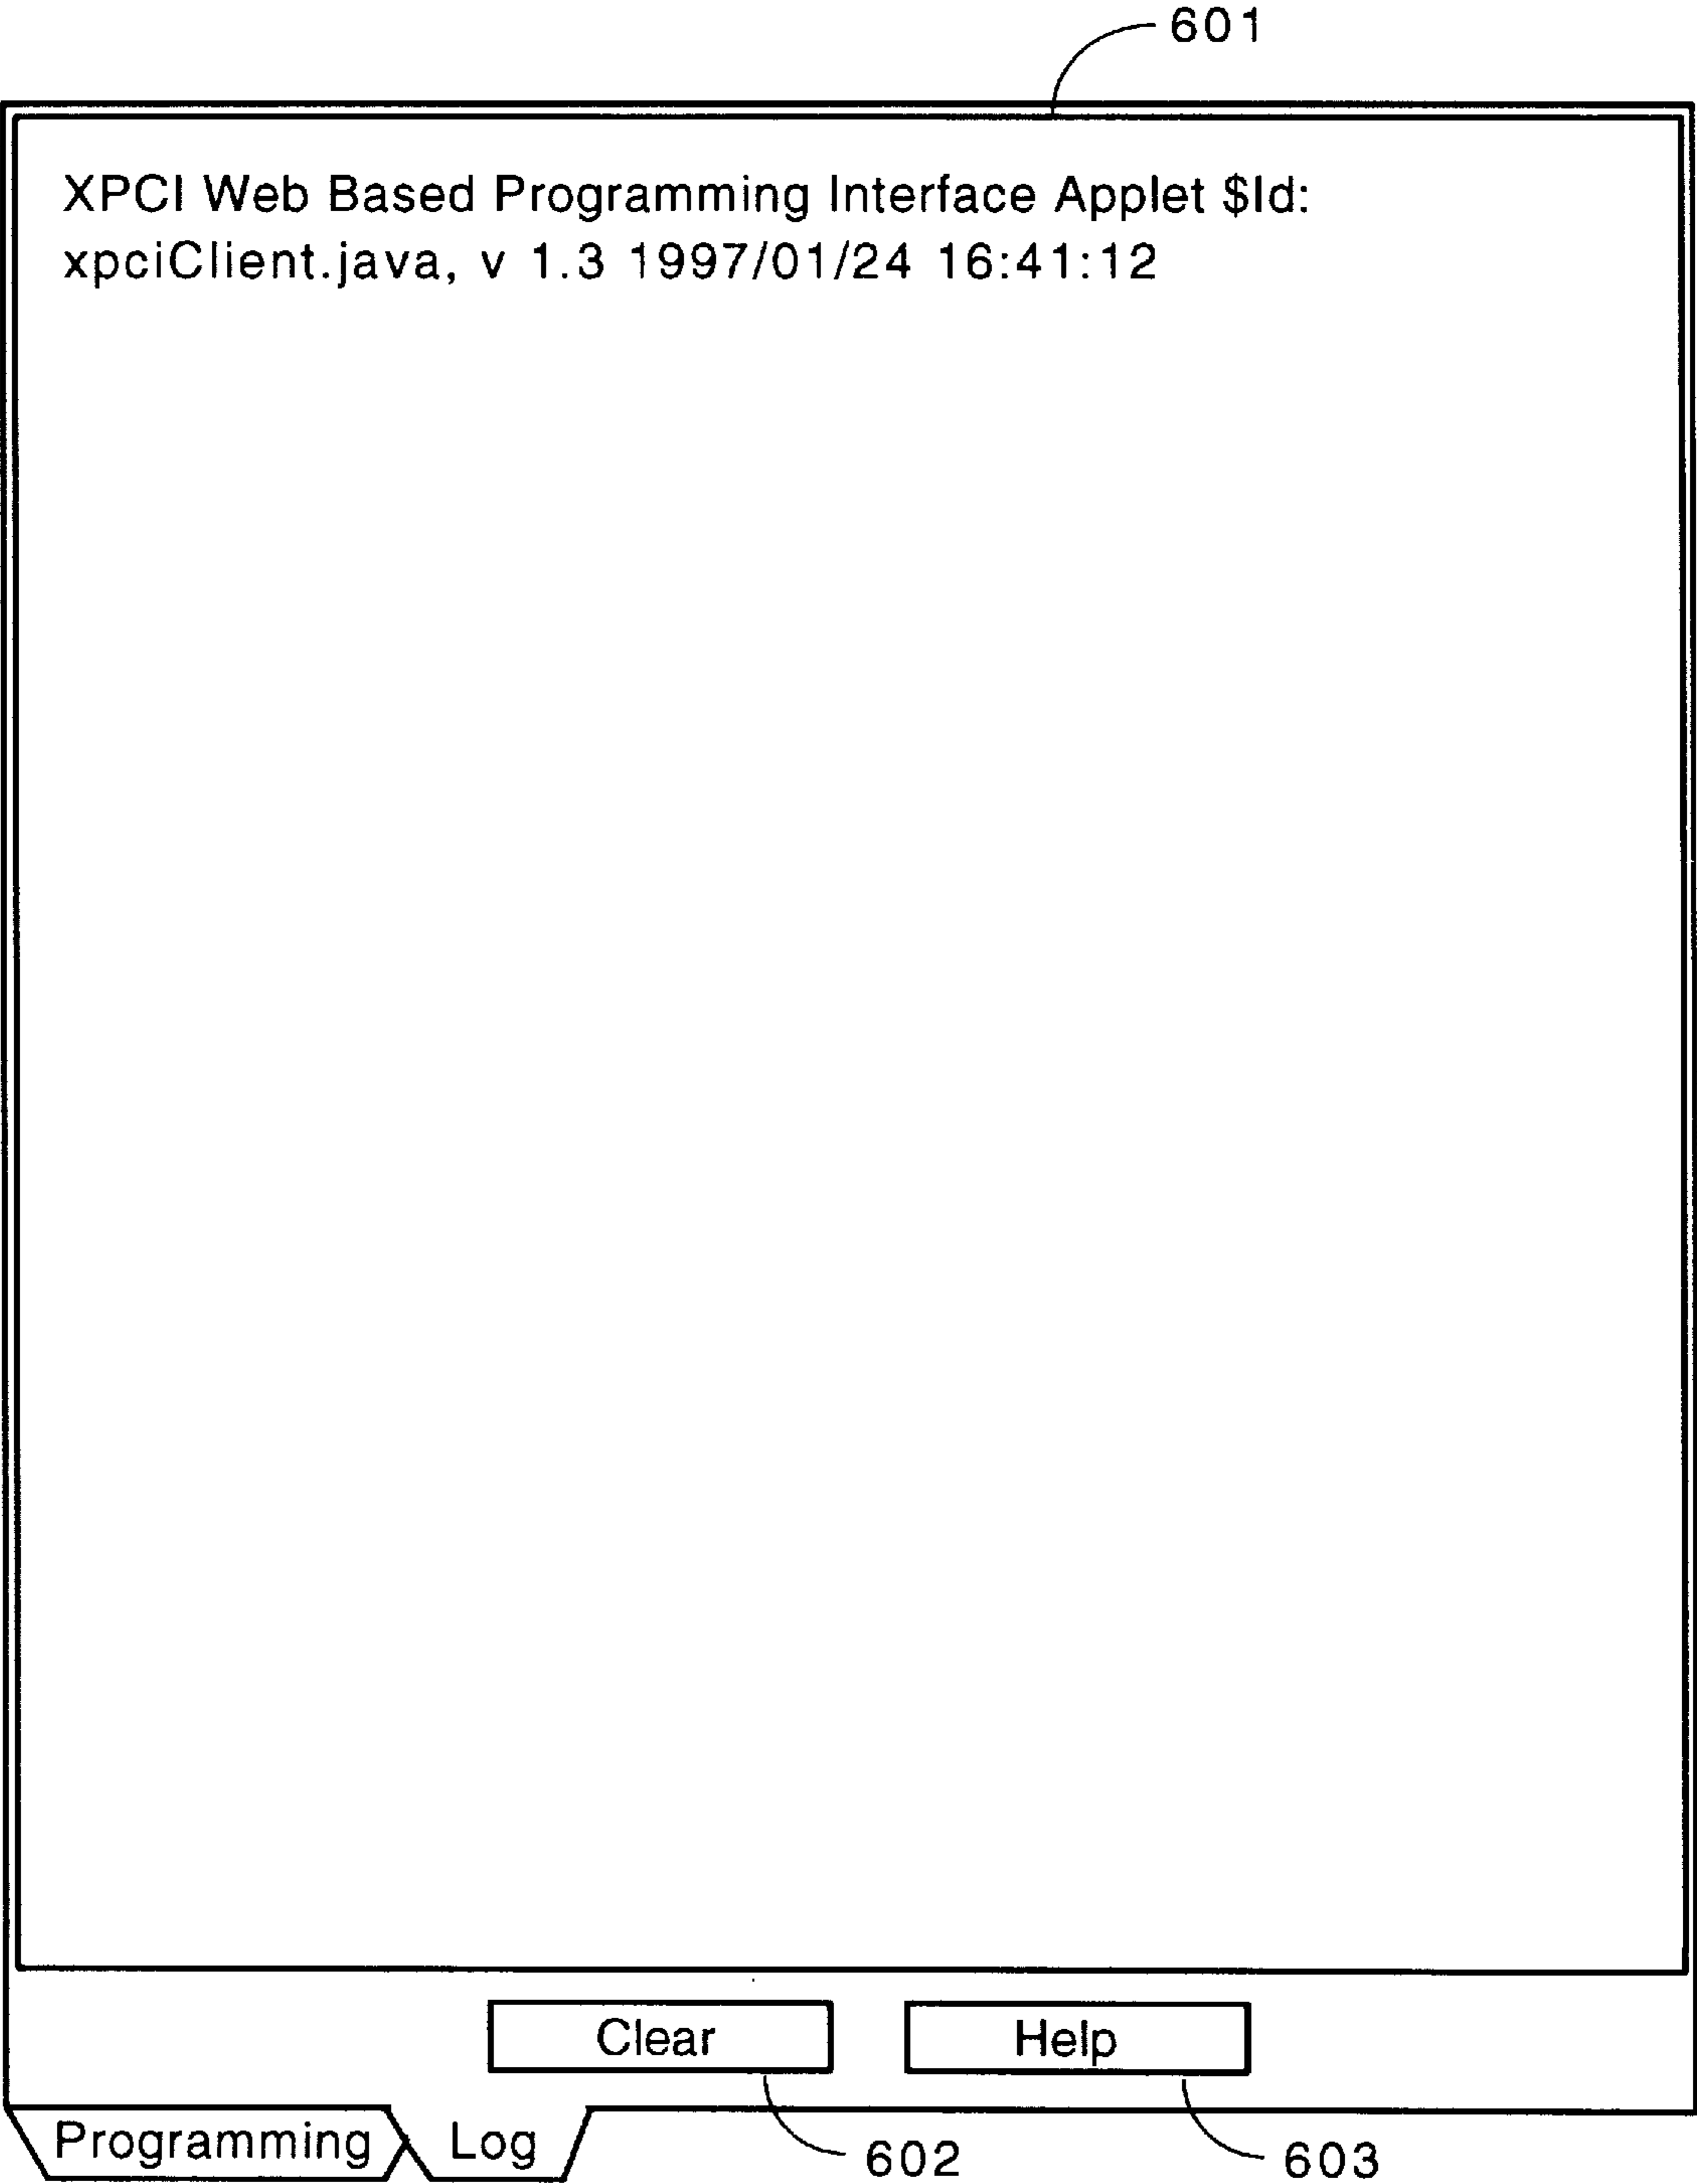 601
XPCI Web Based Programming Interface Applet $Id:
xpciClient.java, v 1.3 1997/01/24 16:41:12
Clear Help
Programming Log 602 603